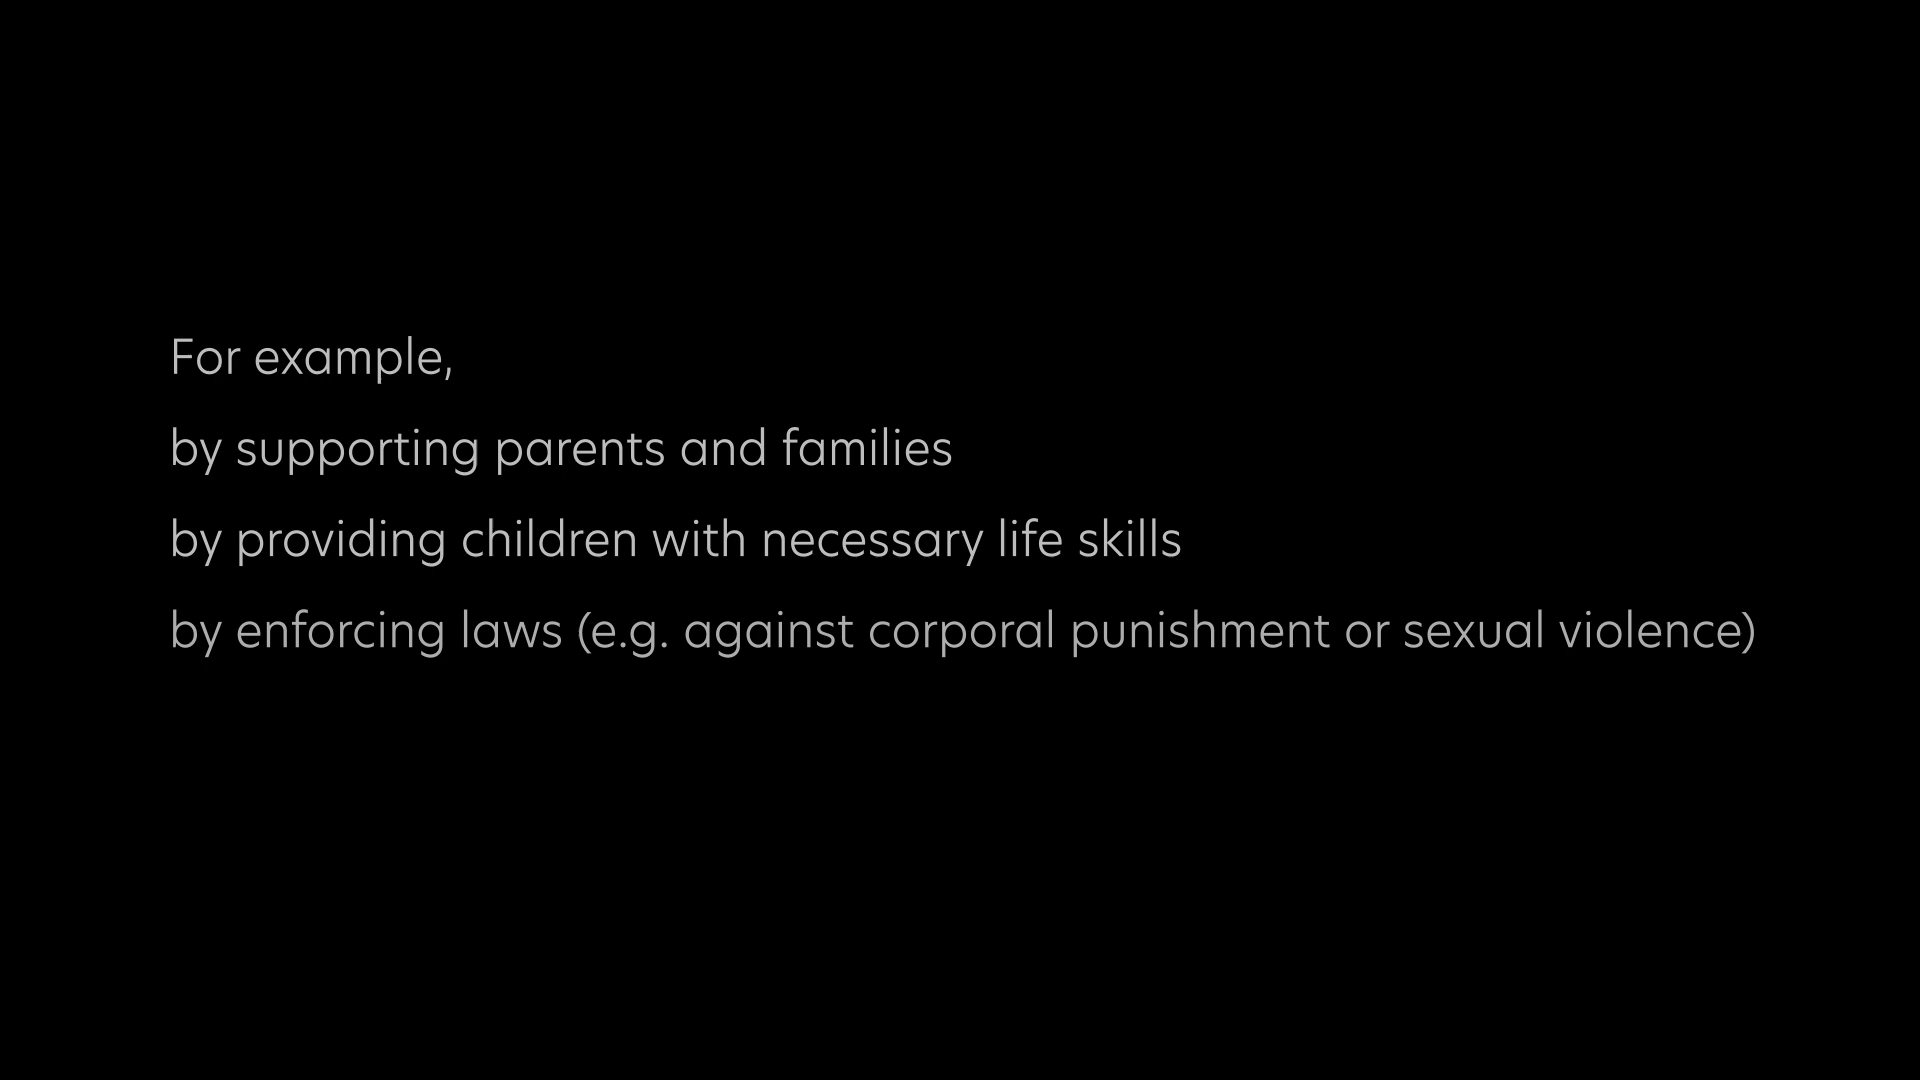 For example,
by supporting parents and families
by providing children with necessary life skills
by enforcing laws (e.g. against corporal punishment or sexual violence)